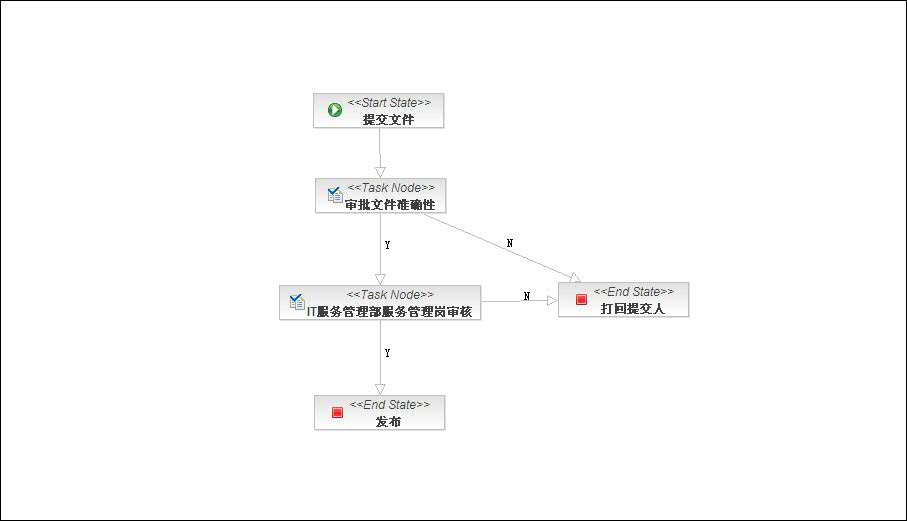 <<Start State>>
提交文件
<<Task Node>>
审批文件准确性
Y
N
<<Task Node>>
IT服务管理部服务管理岗审核
N
<<End State>>
打回提交人
Y
<<End State>>
发布